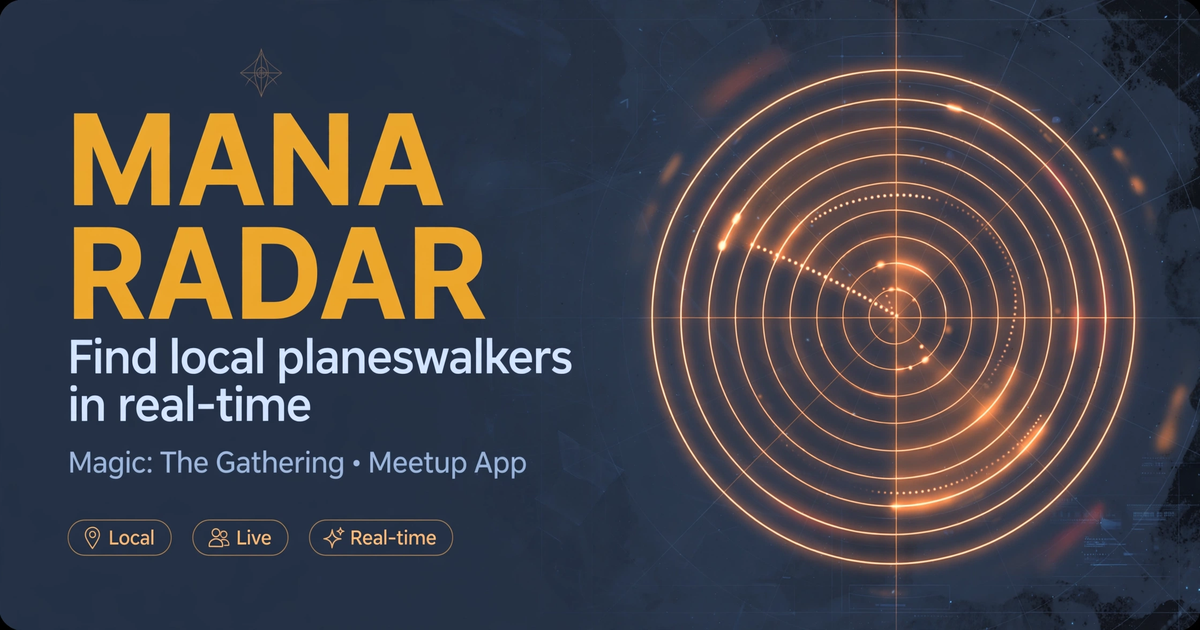 MANA
RADAR
Find local planeswalkers
in real-time
Magic: The Gathering • Meetup App
Local Live Real-time